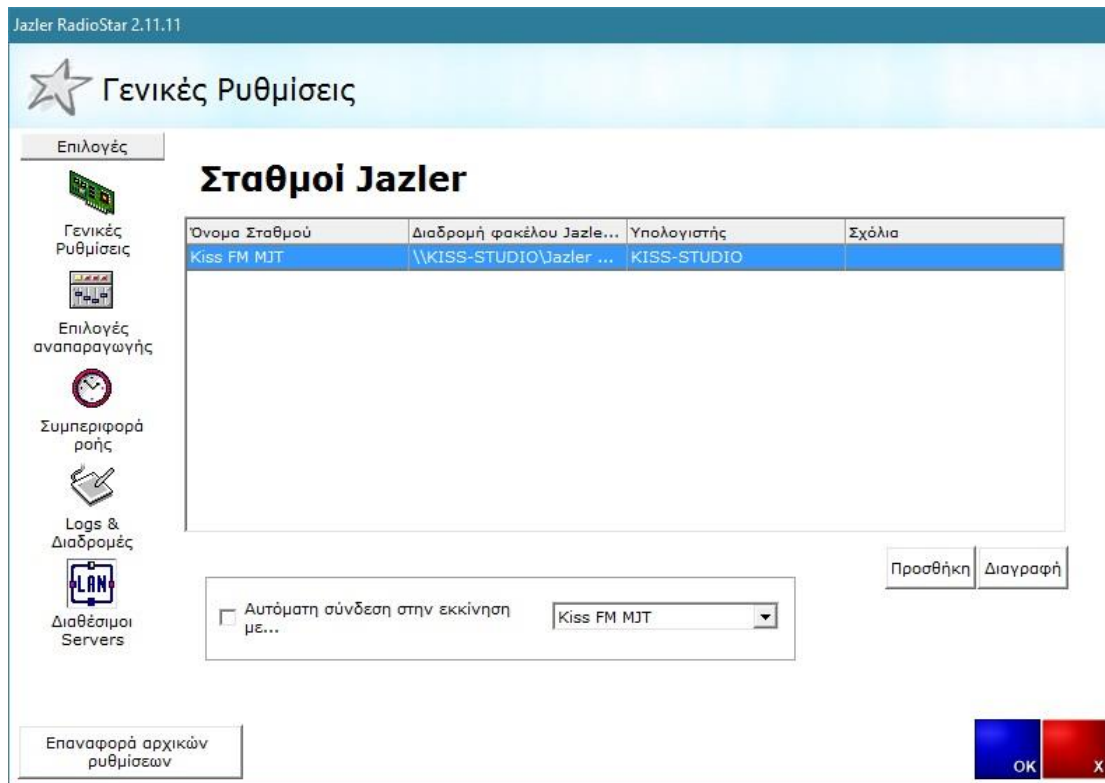 Jazler RadioStar 2.11.11
Γενικές Ρυθμίσεις
Επιλογές
Γενικές
Ρυθμίσεις
Επιλογές
αναπαραγωγής
Συμπεριφορά
ροής
Logs &
Διαδρομές
LAN
Διαθέσιμοι
Servers
Σταθμοί Jazler
Όνομα Σταθμού Διαδρομή φακέλου Jazle... Υπολογιστής Σχόλια
Kiss FM MJT \\KISS-STUDIO\Jazler ... KISS-STUDIO
Προσθήκη Διαγραφή
Αυτόματη σύνδεση στην εκκίνηση
με...
Kiss FM MJT
Επαναφορά αρχικών
ρυθμίσεων
OK X